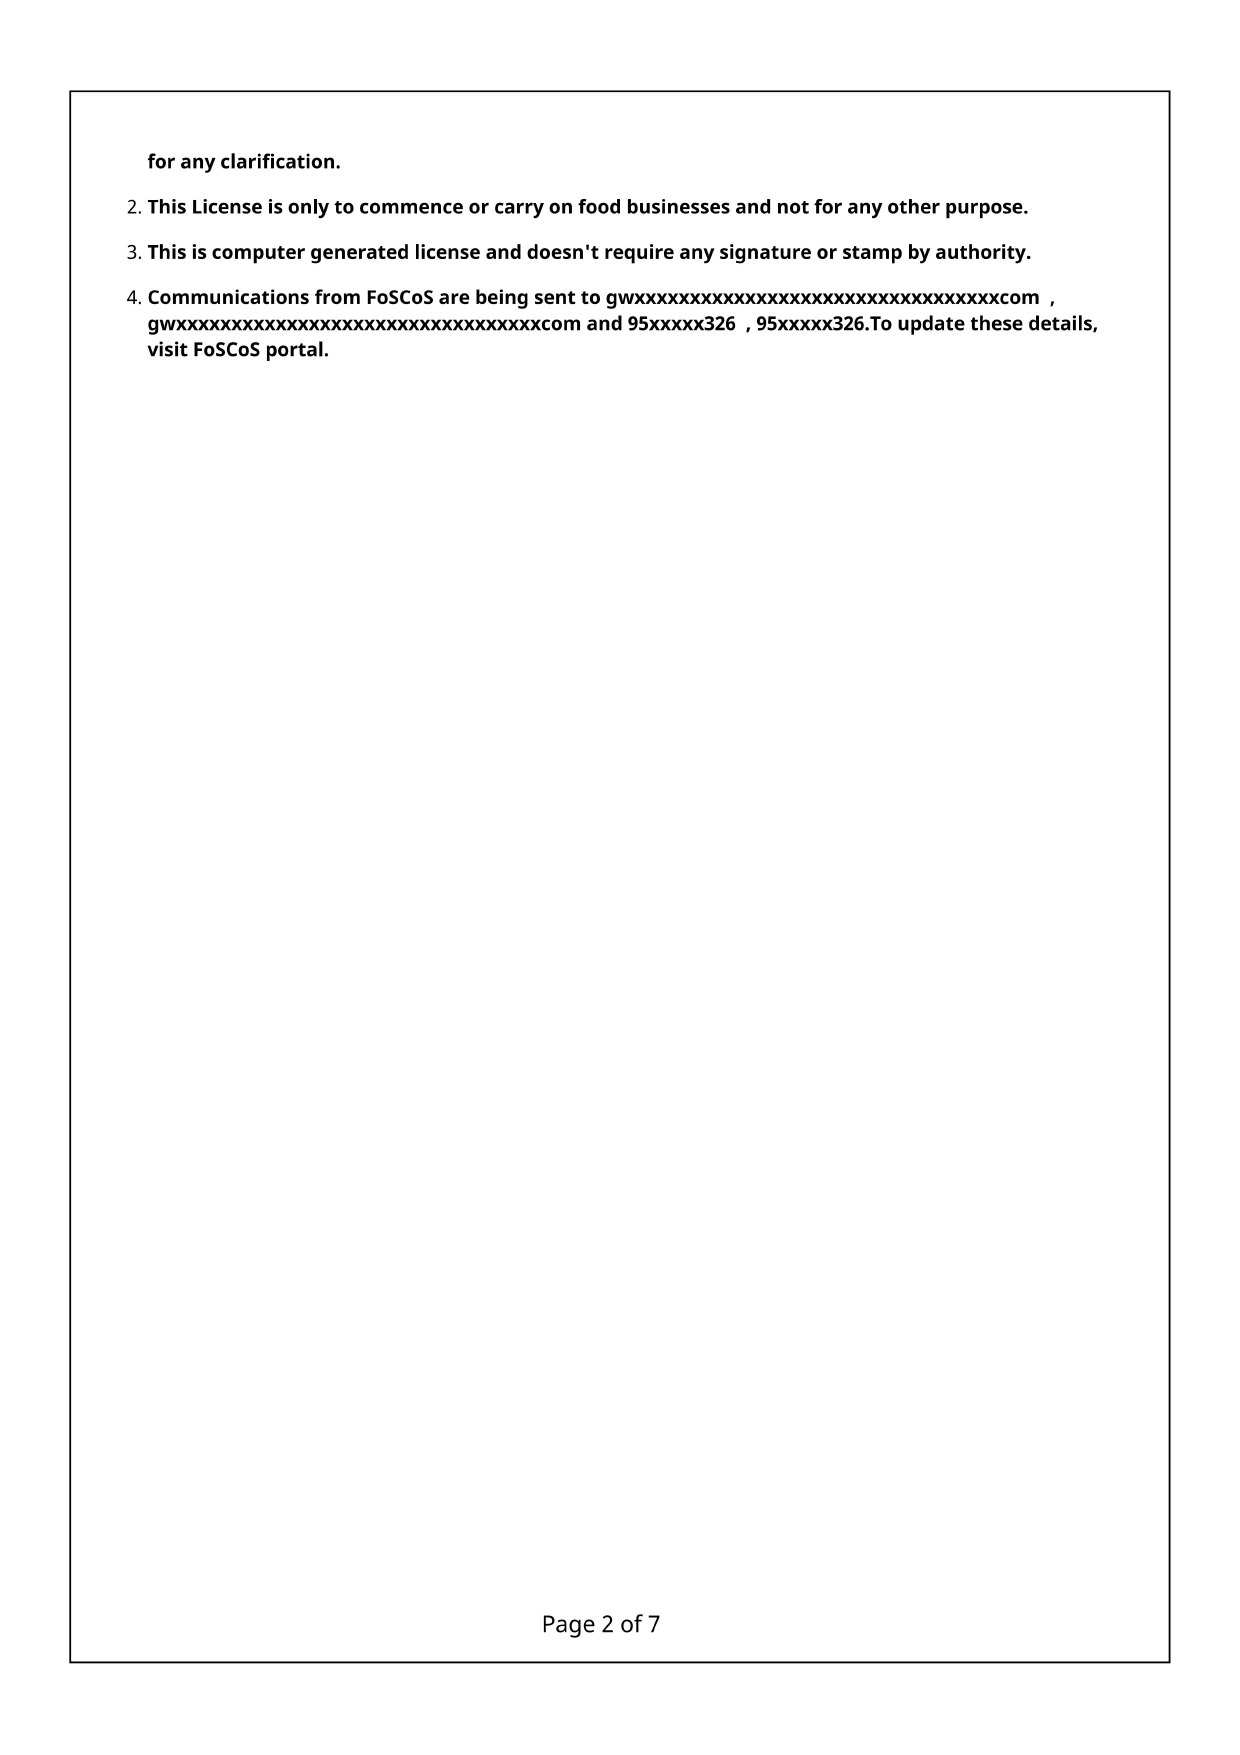 for any clarification.
2. This License is only to commence or carry on food businesses and not for any other purpose.
3. This is computer generated license and doesn't require any signature or stamp by authority.
4. Communications from FoSCoS are being sent to gwxxxxxxxxxxxxxxxxxxxxxxxxxxxxxxxxxcom  ,
gwxxxxxxxxxxxxxxxxxxxxxxxxxxxxxxxxxcom and 95xxxxx326  , 95xxxxx326.To update these details,
visit FoSCoS portal.
Page 2 of 7